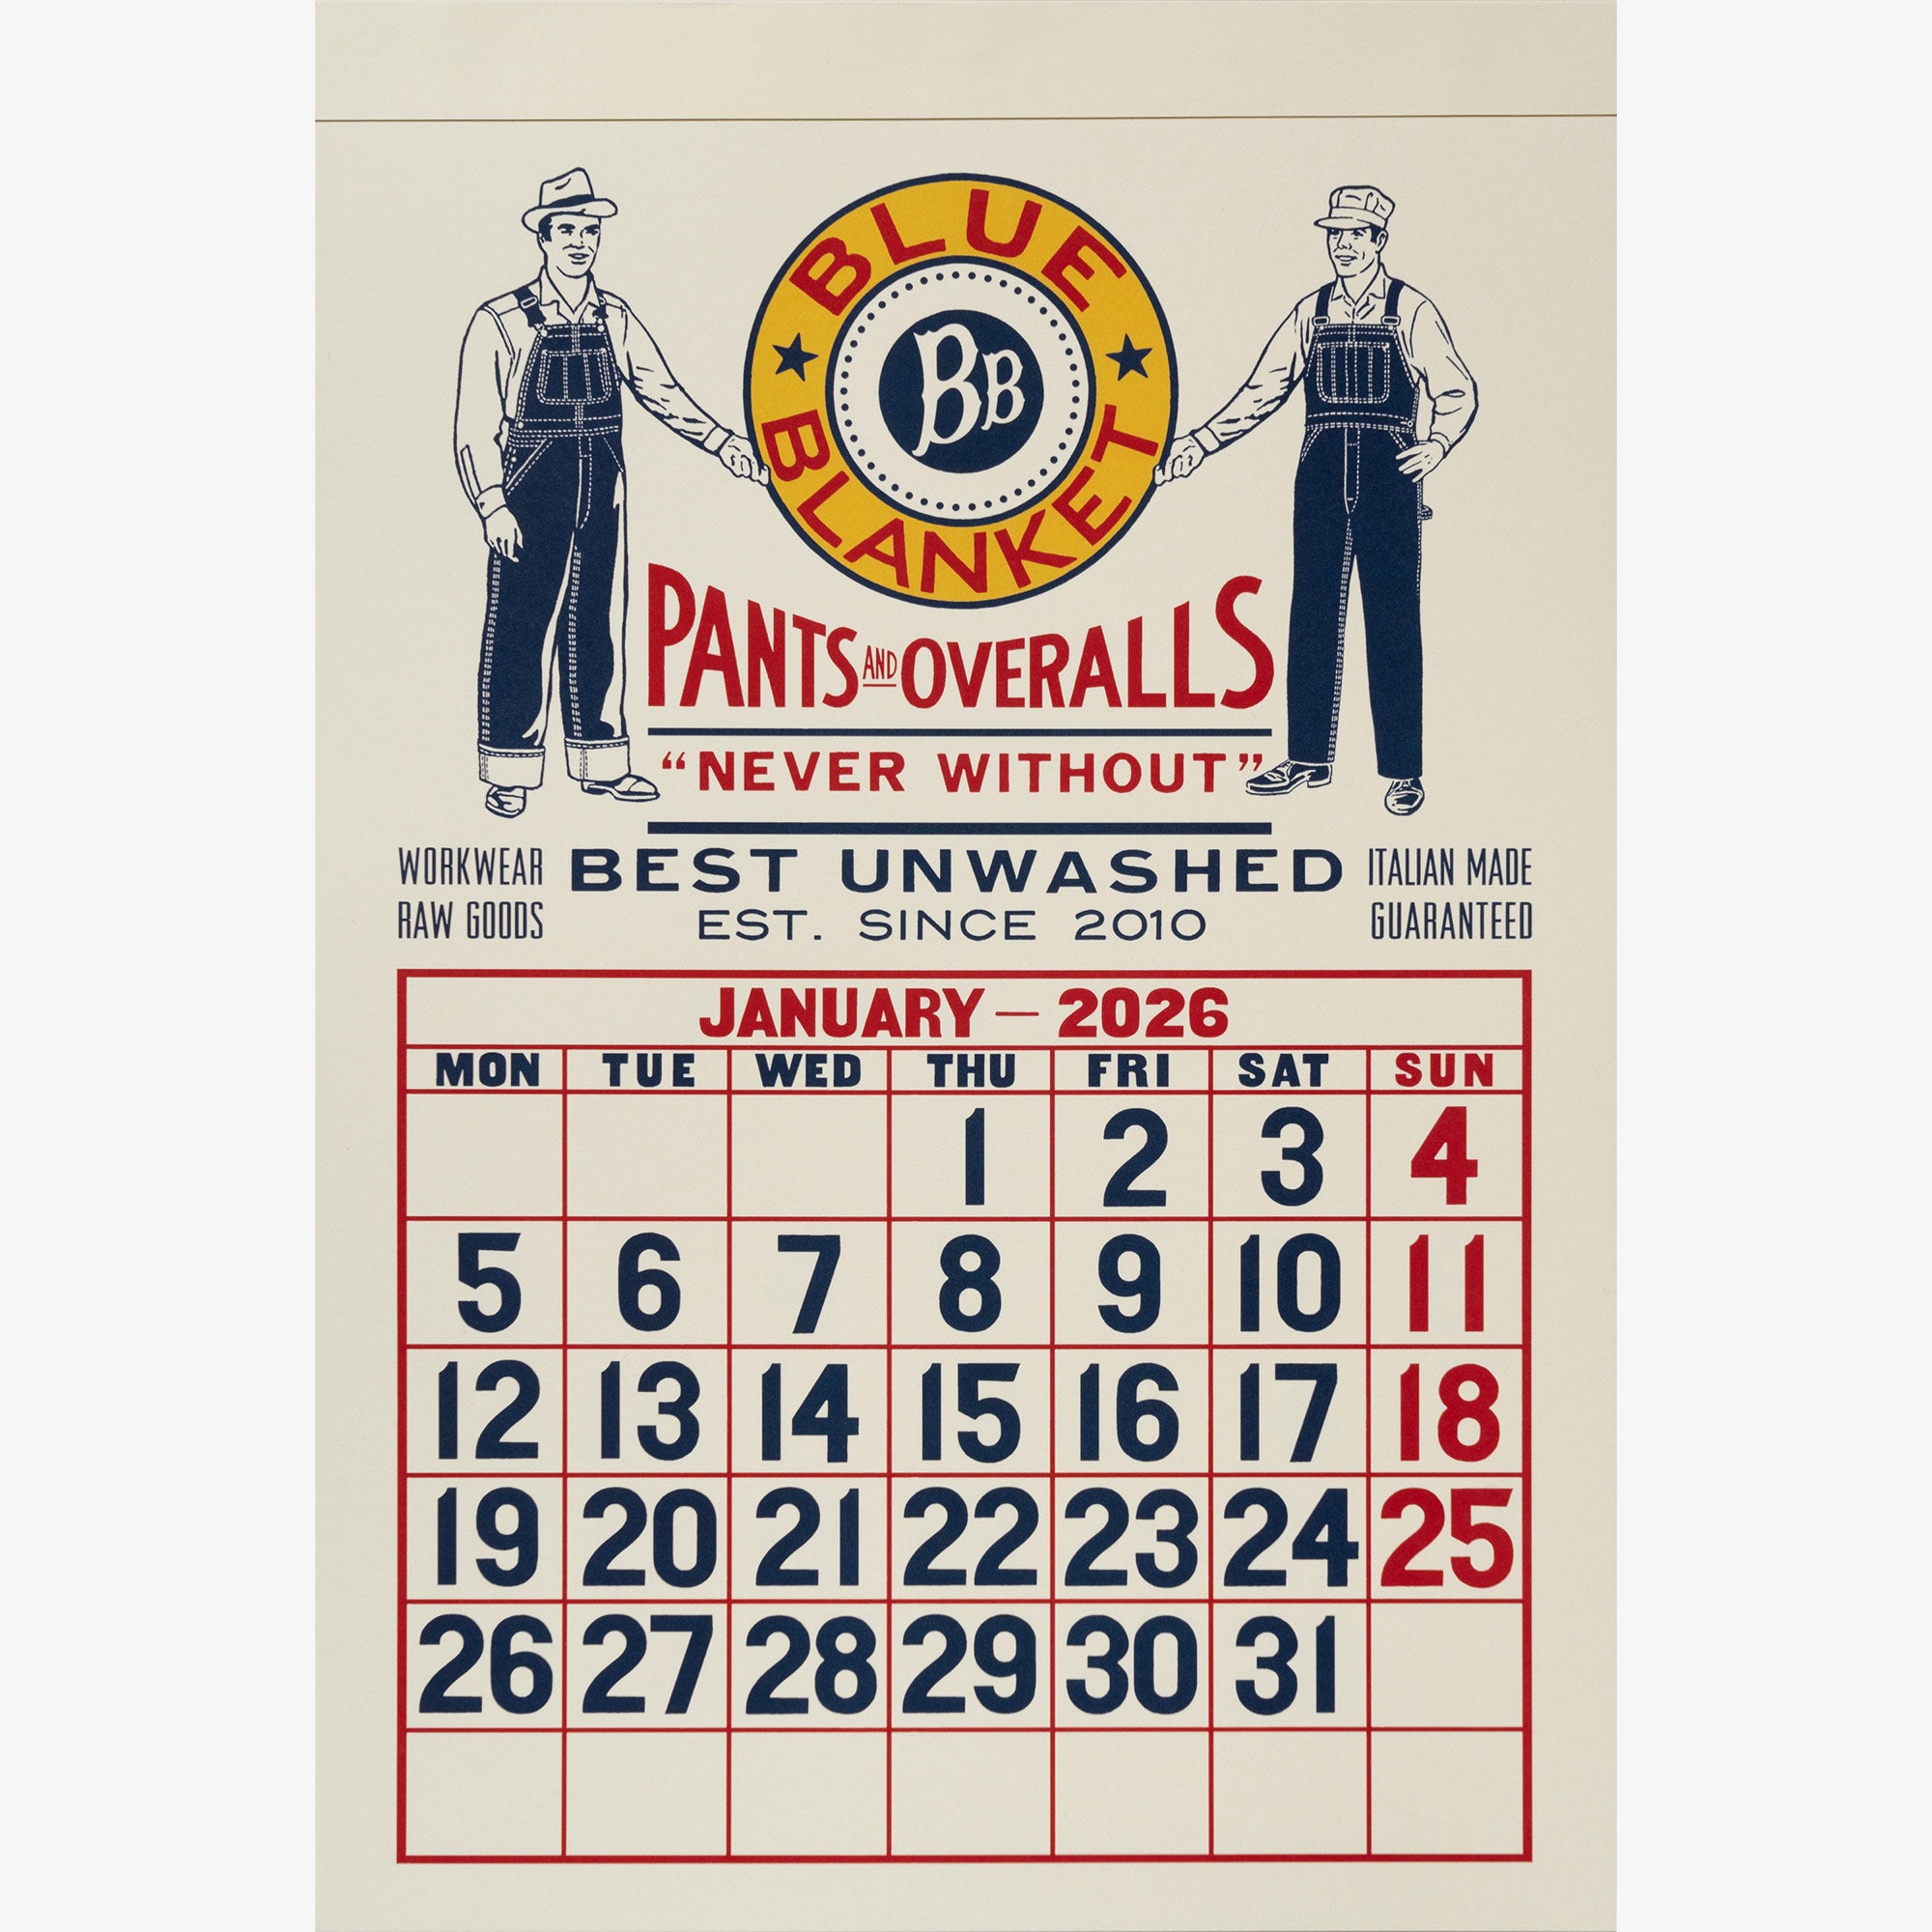 BLUE
BB
BLANKET
PANTS AND OVERALLS
“NEVER WITHOUT”
WORKWEAR
RAW GOODS
BEST UNWASHED
EST. SINCE 2010
ITALIAN MADE
GUARANTEED
JANUARY — 2026
MON TUE WED THU FRI SAT SUN
1 2 3 4
5 6 7 8 9 10 11
12 13 14 15 16 17 18
19 20 21 22 23 24 25
26 27 28 29 30 31